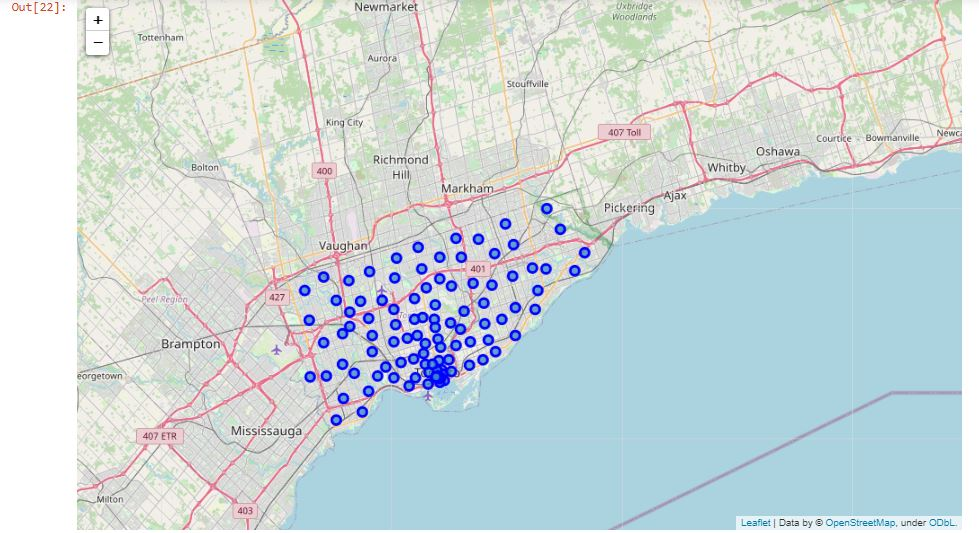 Out[22]:
+
−
Newmarket
Uxbridge
Woodlands
Tottenham
Aurora
Stouffville
King City
407 Toll
Courtice
Bowmanville
Oshawa
Richmond
Hill
Bolton
400
Whitby
Markham
Ajax
Pickering
Vaughan
401
427
Peel Region
Brampton
Mississauga
407 ETR
Milton
403
Leaflet | Data by © OpenStreetMap, under ODbL.